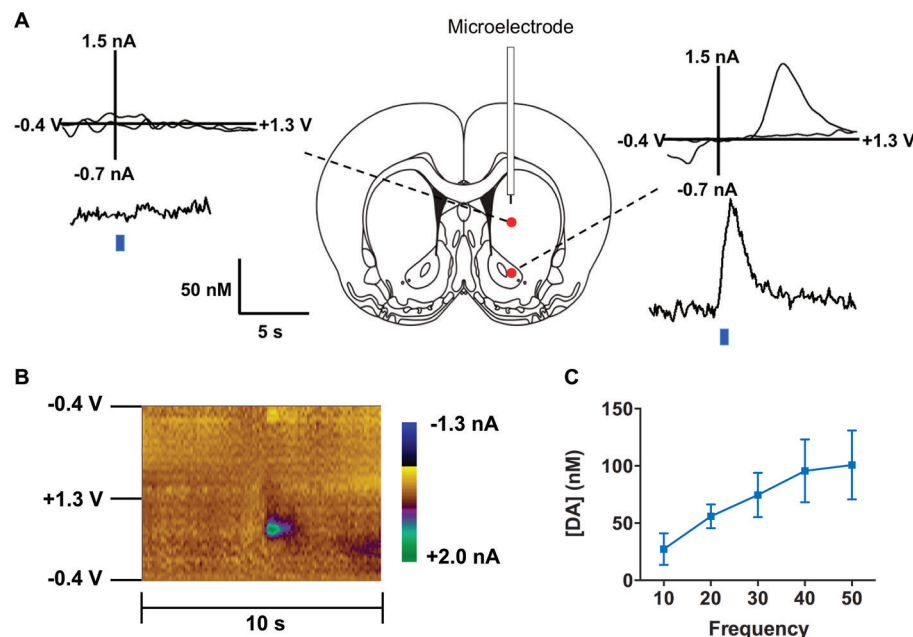 A
Microelectrode
1.5 nA
-0.4 V
+1.3 V
-0.7 nA
50 nM
5 s
1.5 nA
-0.4 V
+1.3 V
-0.7 nA
B
-0.4 V
+1.3 V
-0.4 V
10 s
-1.3 nA
+2.0 nA
C
[DA] (nM)
150
100
50
0
10 20 30 40 50
Frequency